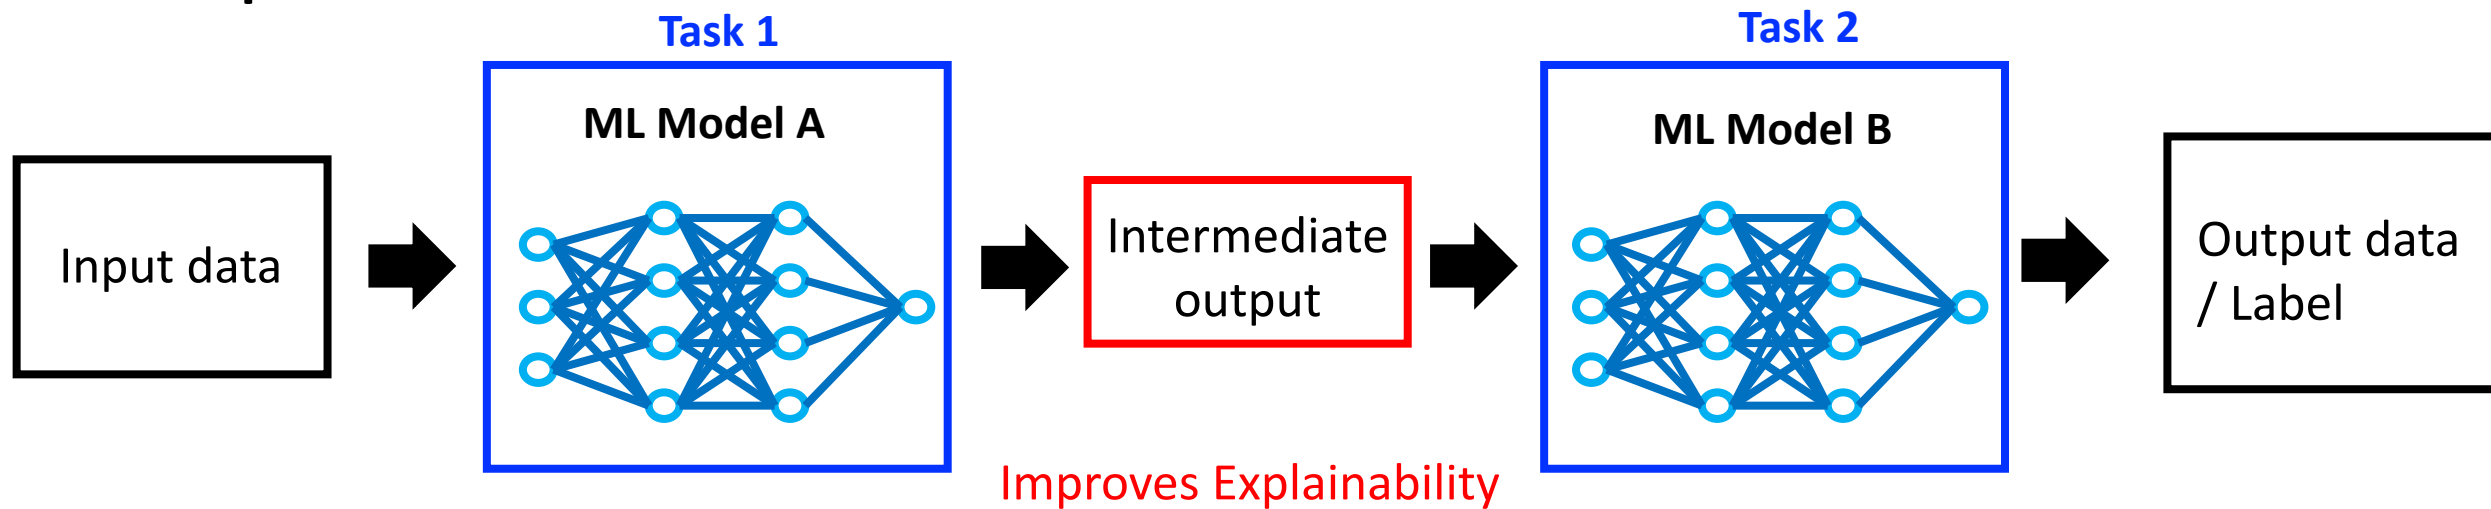 Task 1
Task 2
ML Model A
ML Model B
Input data
Intermediate
output
Output data
/ Label
Improves Explainability